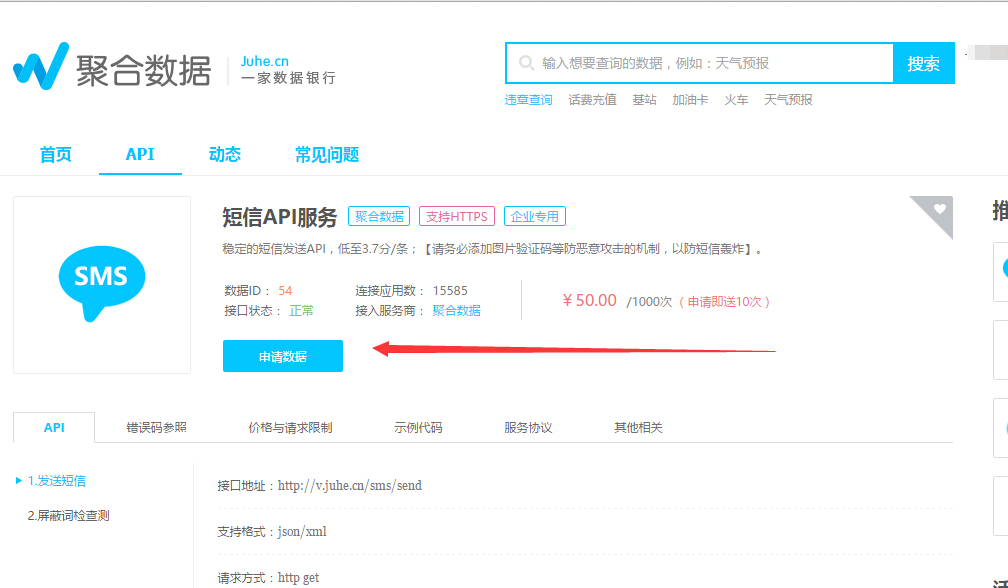 聚合数据
Juhe.cn
一家数据银行
输入想要查询的数据，例如：天气预报
搜索
违章查询 话费充值 基站 加油卡 火车 天气预报
首页 API 动态 常见问题
短信API服务 聚合数据 支持HTTPS 企业专用
稳定的短信发送API，低至3.7分/条；【请务必添加图片验证码等防恶意攻击的机制，以防短信轰炸】。
SMS
数据ID： 54 连接应用数： 15585
接口状态： 正常 接入服务商： 聚合数据
¥50.00 /1000次（申请即送10次）
申请数据
API 错误码参照 价格与请求限制 示例代码 服务协议 其他相关
1.发送短信
2.屏蔽词检查测
接口地址：http://v.juhe.cn/sms/send
支持格式：json/xml
请求方式：http get